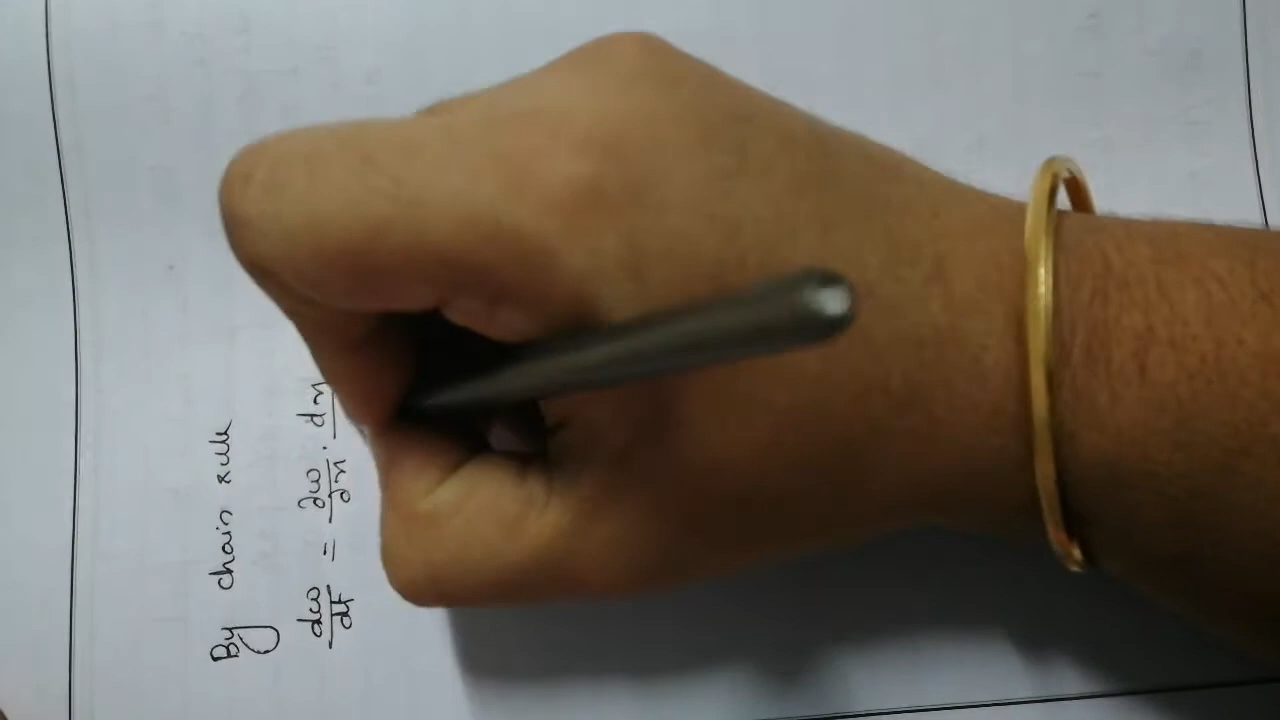 By chain rule
dw/dt = ∂w/∂x · dx